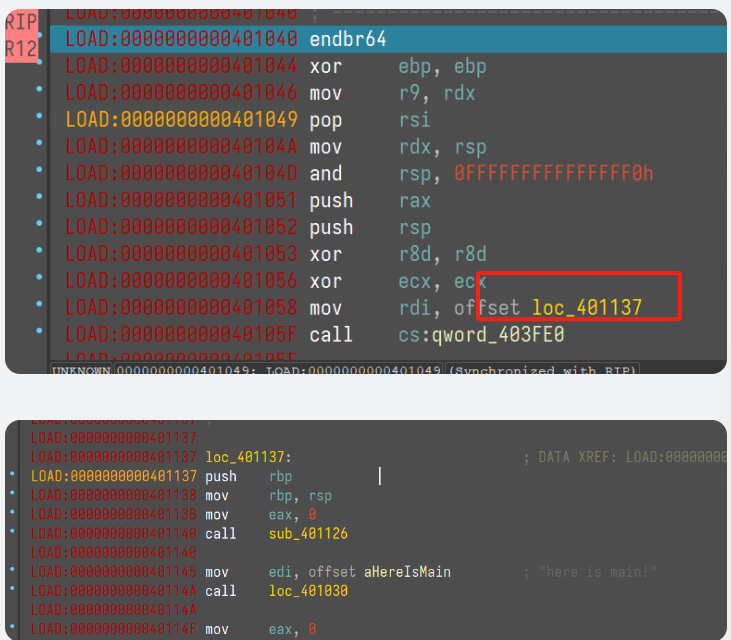 LOAD:0000000000401040 ;
RIP LOAD:0000000000401040 endbr64
R12 LOAD:0000000000401044 xor ebp, ebp
LOAD:0000000000401046 mov r9, rdx
LOAD:0000000000401049 pop rsi
LOAD:000000000040104A mov rdx, rsp
LOAD:000000000040104D and rsp, 0FFFFFFFFFFFFFFF0h
LOAD:0000000000401051 push rax
LOAD:0000000000401052 push rsp
LOAD:0000000000401053 xor r8d, r8d
LOAD:0000000000401056 xor ecx, ecx
LOAD:0000000000401058 mov rdi, offset loc_401137
LOAD:000000000040105F call cs:qword_403FE0
LOAD:000000000040105F
UNKNOWN 0000000000401049: LOAD:0000000000401049 (Synchronized with RIP)
LOAD:0000000000401137 ;
LOAD:0000000000401137
LOAD:0000000000401137 loc_401137: ; DATA XREF: LOAD:00000000
LOAD:0000000000401137 push rbp
LOAD:0000000000401138 mov rbp, rsp
LOAD:000000000040113B mov eax, 0
LOAD:0000000000401140 call sub_401126
LOAD:0000000000401140
LOAD:0000000000401145 mov edi, offset aHereIsMain ; "here is main!"
LOAD:000000000040114A call loc_401030
LOAD:000000000040114A
LOAD:000000000040114F mov eax, 0